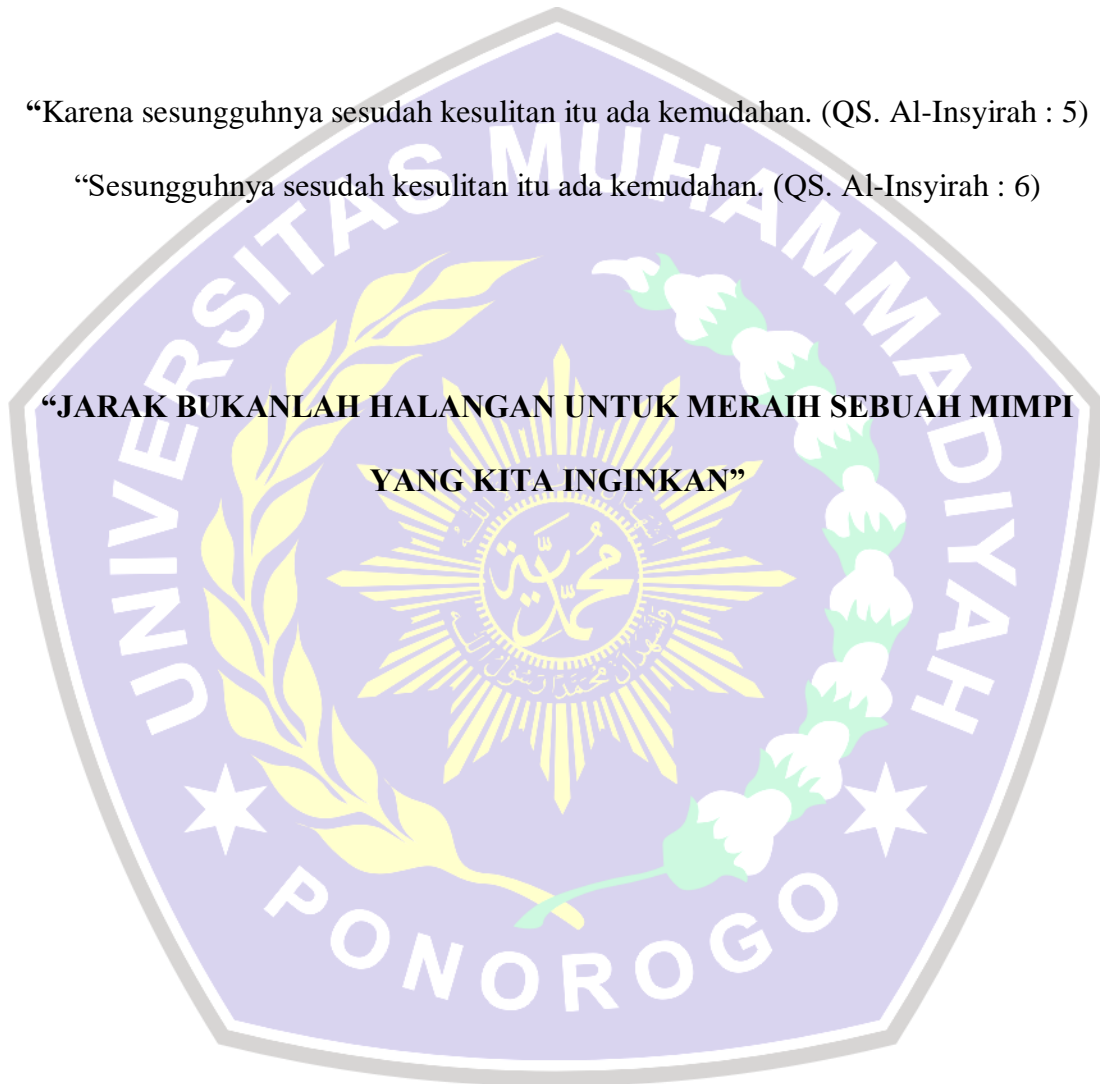 “Karena sesungguhnya sesudah kesulitan itu ada kemudahan. (QS. Al-Insyirah : 5)
“Sesungguhnya sesudah kesulitan itu ada kemudahan. (QS. Al-Insyirah : 6)
“JARAK BUKANLAH HALANGAN UNTUK MERAIH SEBUAH MIMPI
YANG KITA INGINKAN”
UNIVERSITAS MUHAMMADIYAH
PONOROGO
محمدية